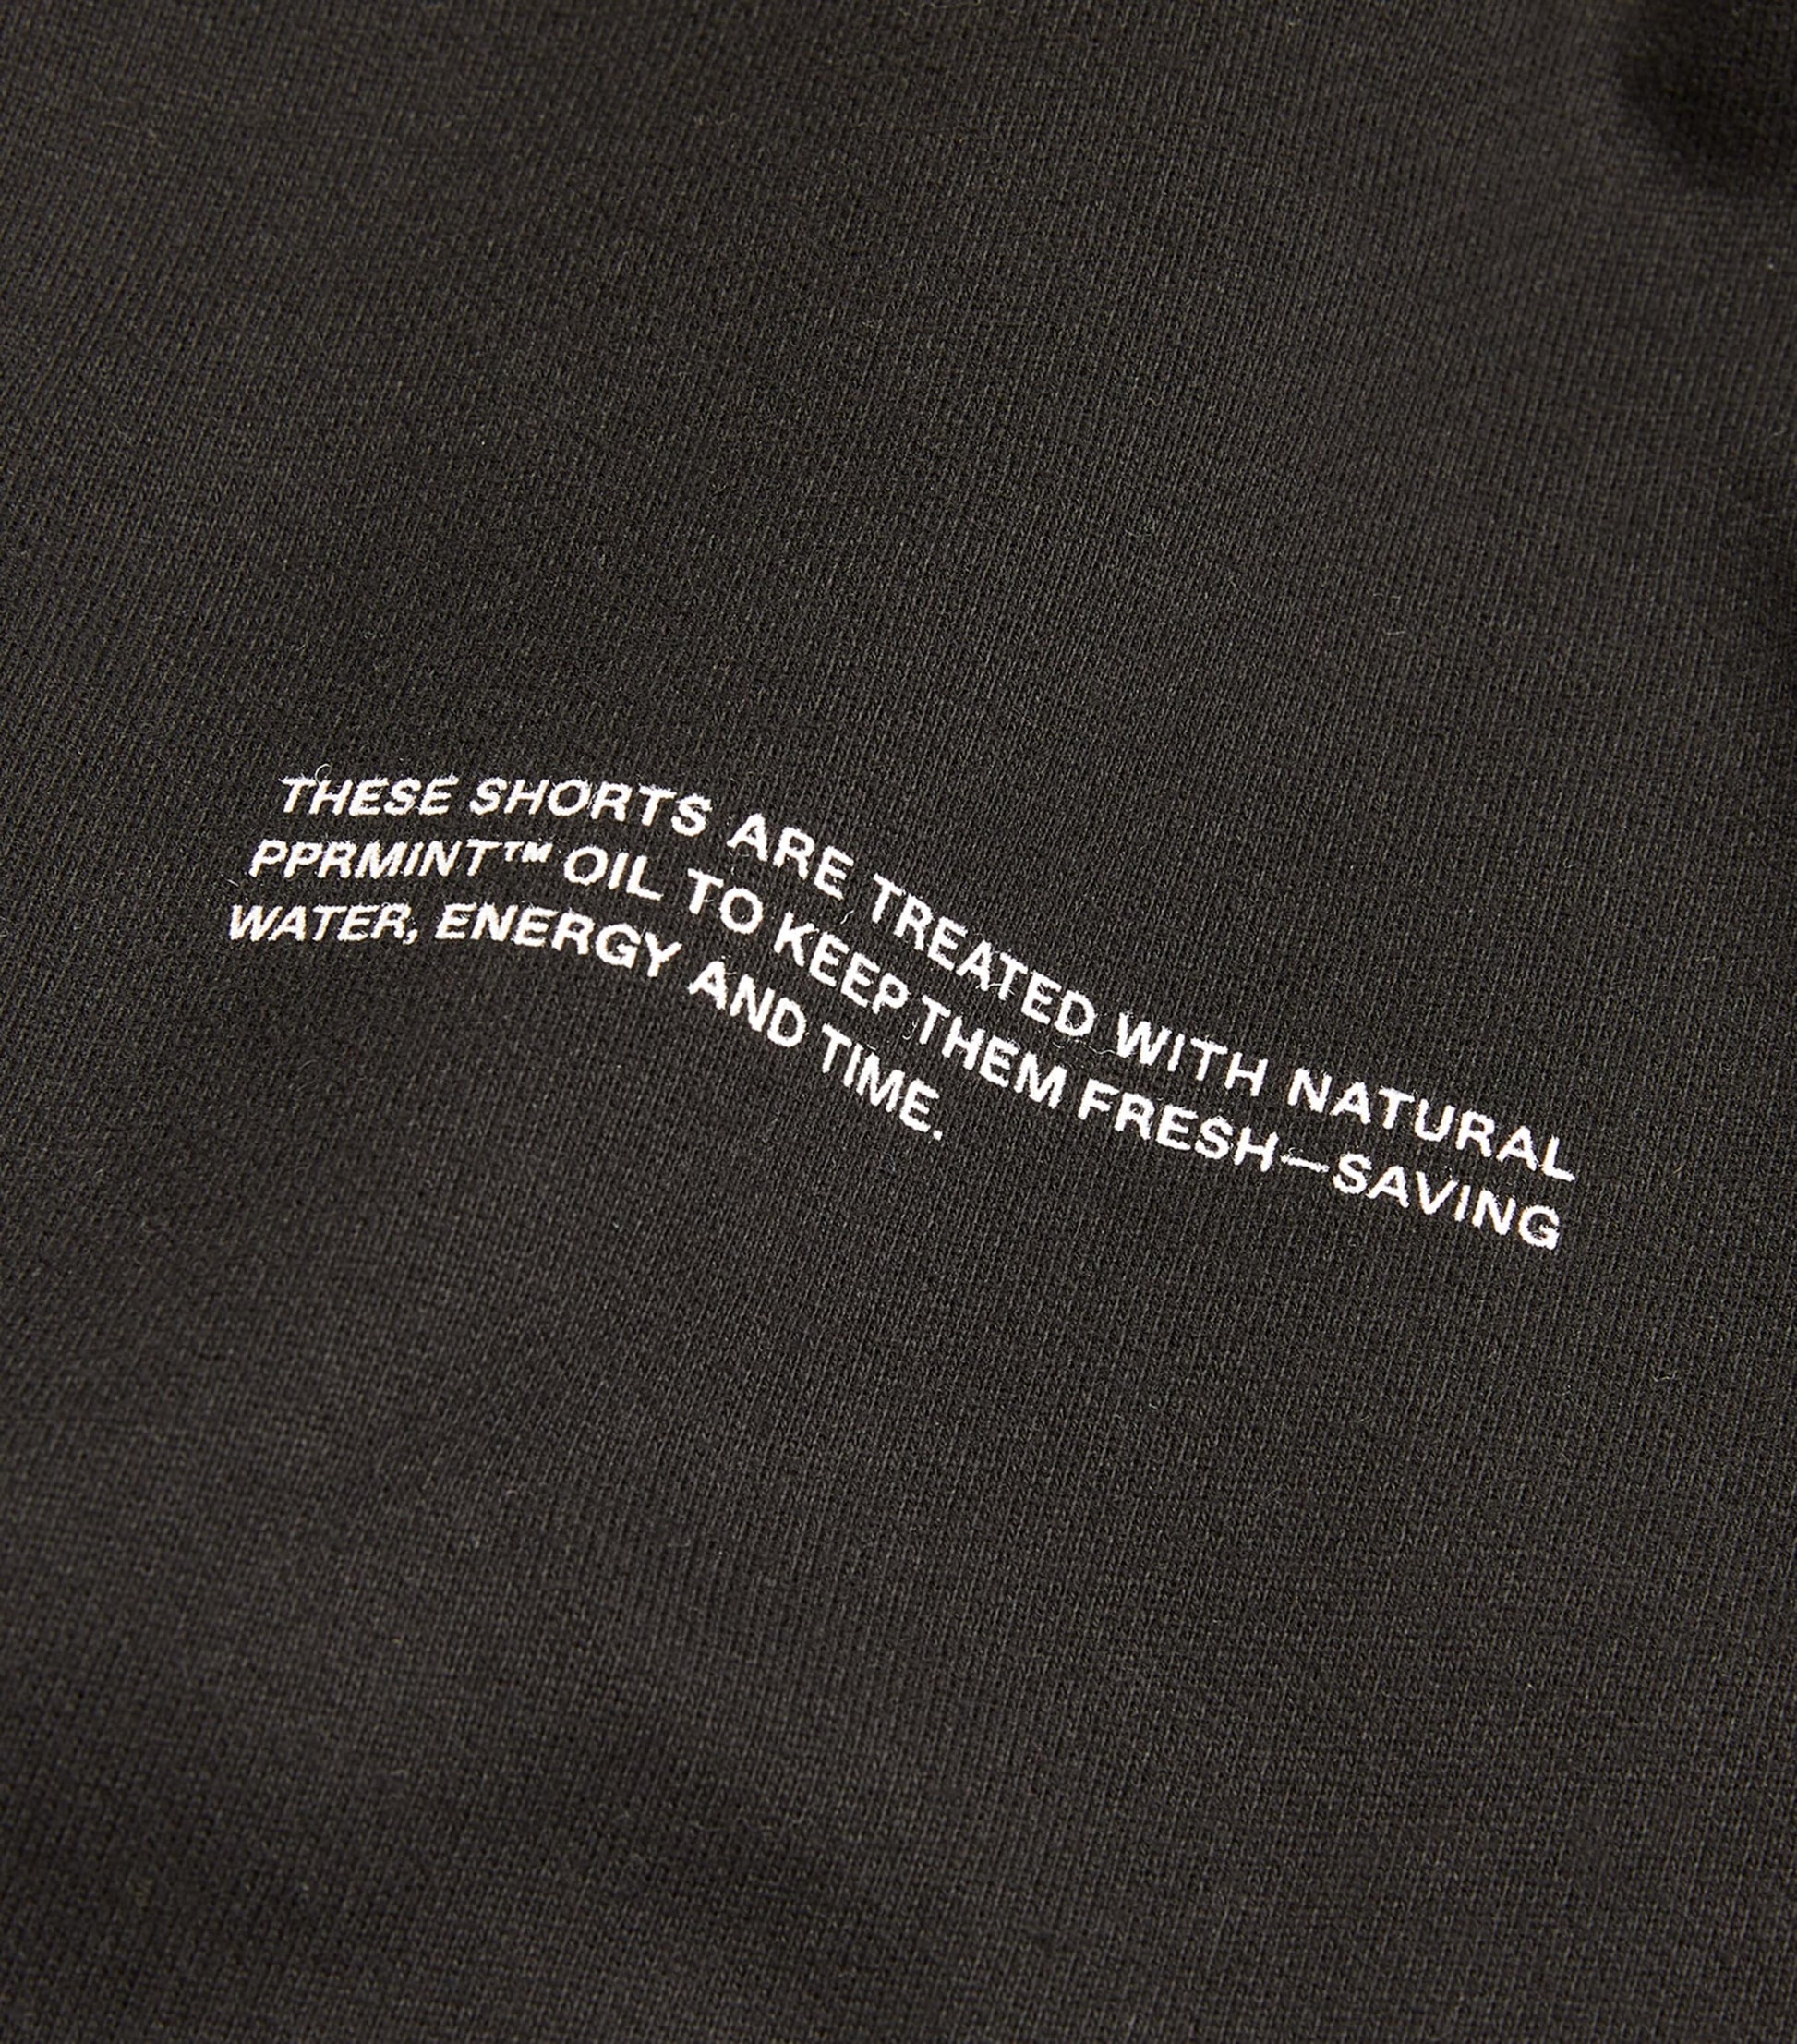 THESE SHORTS ARE TREATED WITH NATURAL
PPRMINT™ OIL TO KEEP THEM FRESH—SAVING
WATER, ENERGY AND TIME.